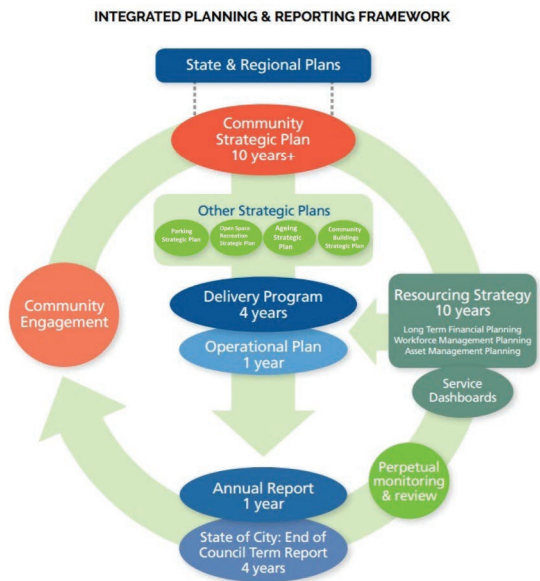 INTEGRATED PLANNING & REPORTING FRAMEWORK
State & Regional Plans
Community
Strategic Plan
10 years+
Other Strategic Plans
Parking
Strategic Plan
Open Space
Recreation
Strategic Plan
Ageing
Strategic
Plan
Community
Buildings
Strategic Plan
Community
Engagement
Delivery Program
4 years
Operational Plan
1 year
Resourcing Strategy
10 years
Long Term Financial Planning
Workforce Management Planning
Asset Management Planning
Service
Dashboards
Perpetual
monitoring
& review
Annual Report
1 year
State of City: End of
Council Term Report
4 years